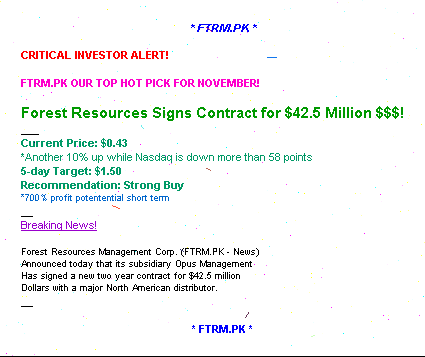 * FTRM.PK *
CRITICAL INVESTOR ALERT!
FTRM.PK OUR TOP HOT PICK FOR NOVEMBER!
Forest Resources Signs Contract for $42.5 Million $$$!
Current Price: $0.43
*Another 10% up while Nasdaq is down more than 58 points
5-day Target: $1.50
Recommendation: Strong Buy
*700% profit potentential short term
Breaking News!
Forest Resources Management Corp. (FTRM.PK - News)
Announced today that its subsidiary Opus Management
Has signed a new two year contract for $42.5 million
Dollars with a major North American distributor.
* FTRM.PK *